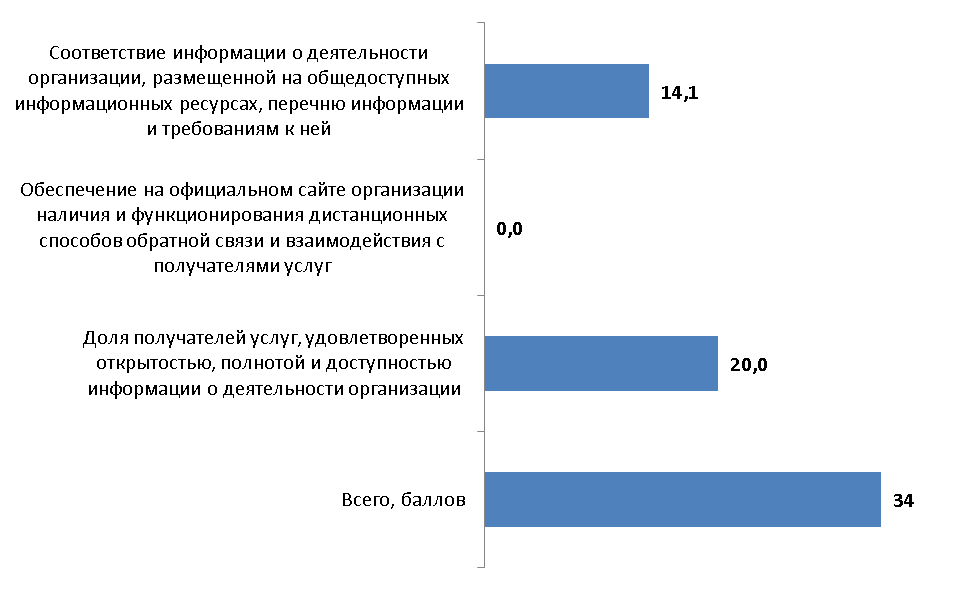 Соответствие информации о деятельности
организации, размещенной на общедоступных
информационных ресурсах, перечню информации
и требованиям к ней
14,1
Обеспечение на официальном сайте организации
наличия и функционирования дистанционных
способов обратной связи и взаимодействия с
получателями услуг
0,0
Доля получателей услуг, удовлетворенных
открытостью, полнотой и доступностью
информации о деятельности организации
20,0
Всего, баллов
34